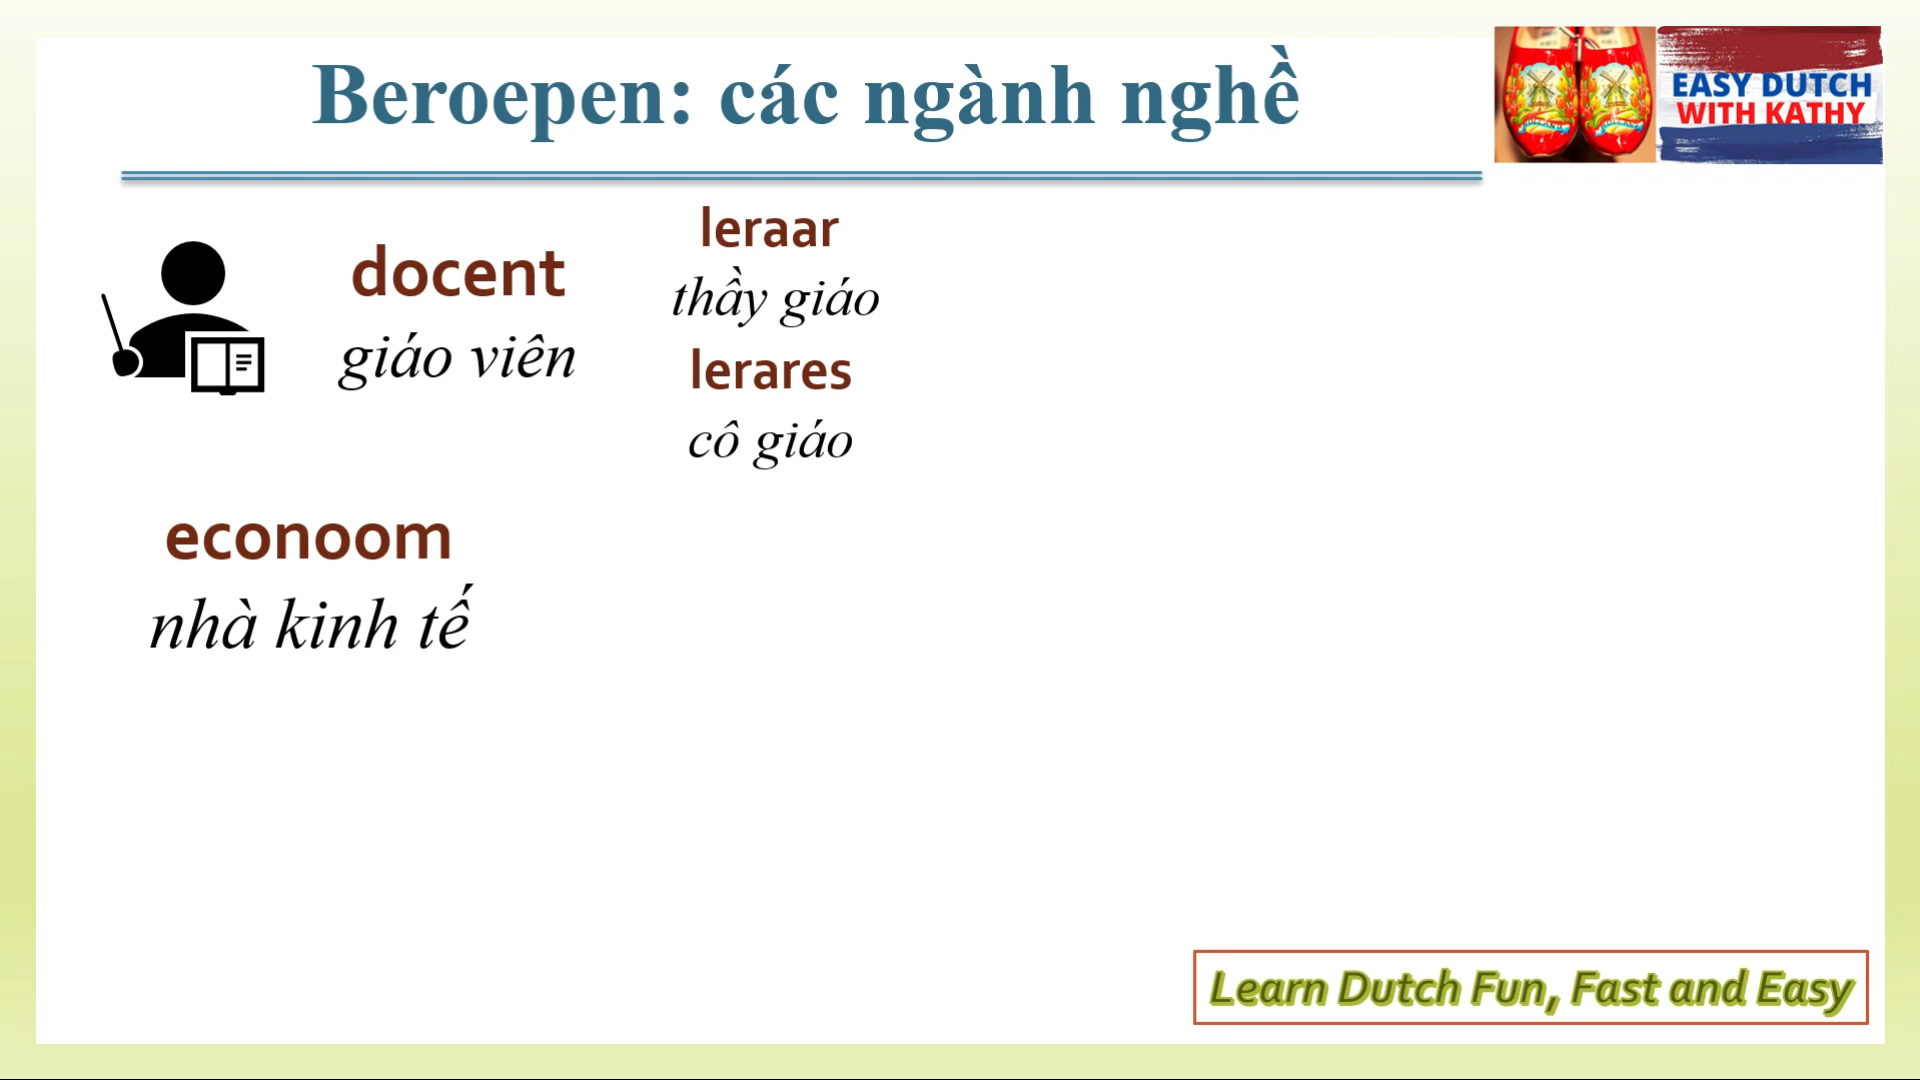 Beroepen: các ngành nghề
EASY DUTCH
WITH KATHY
docent
giáo viên
leraar
thầy giáo
lerares
cô giáo
econoom
nhà kinh tế
Learn Dutch Fun, Fast and Easy